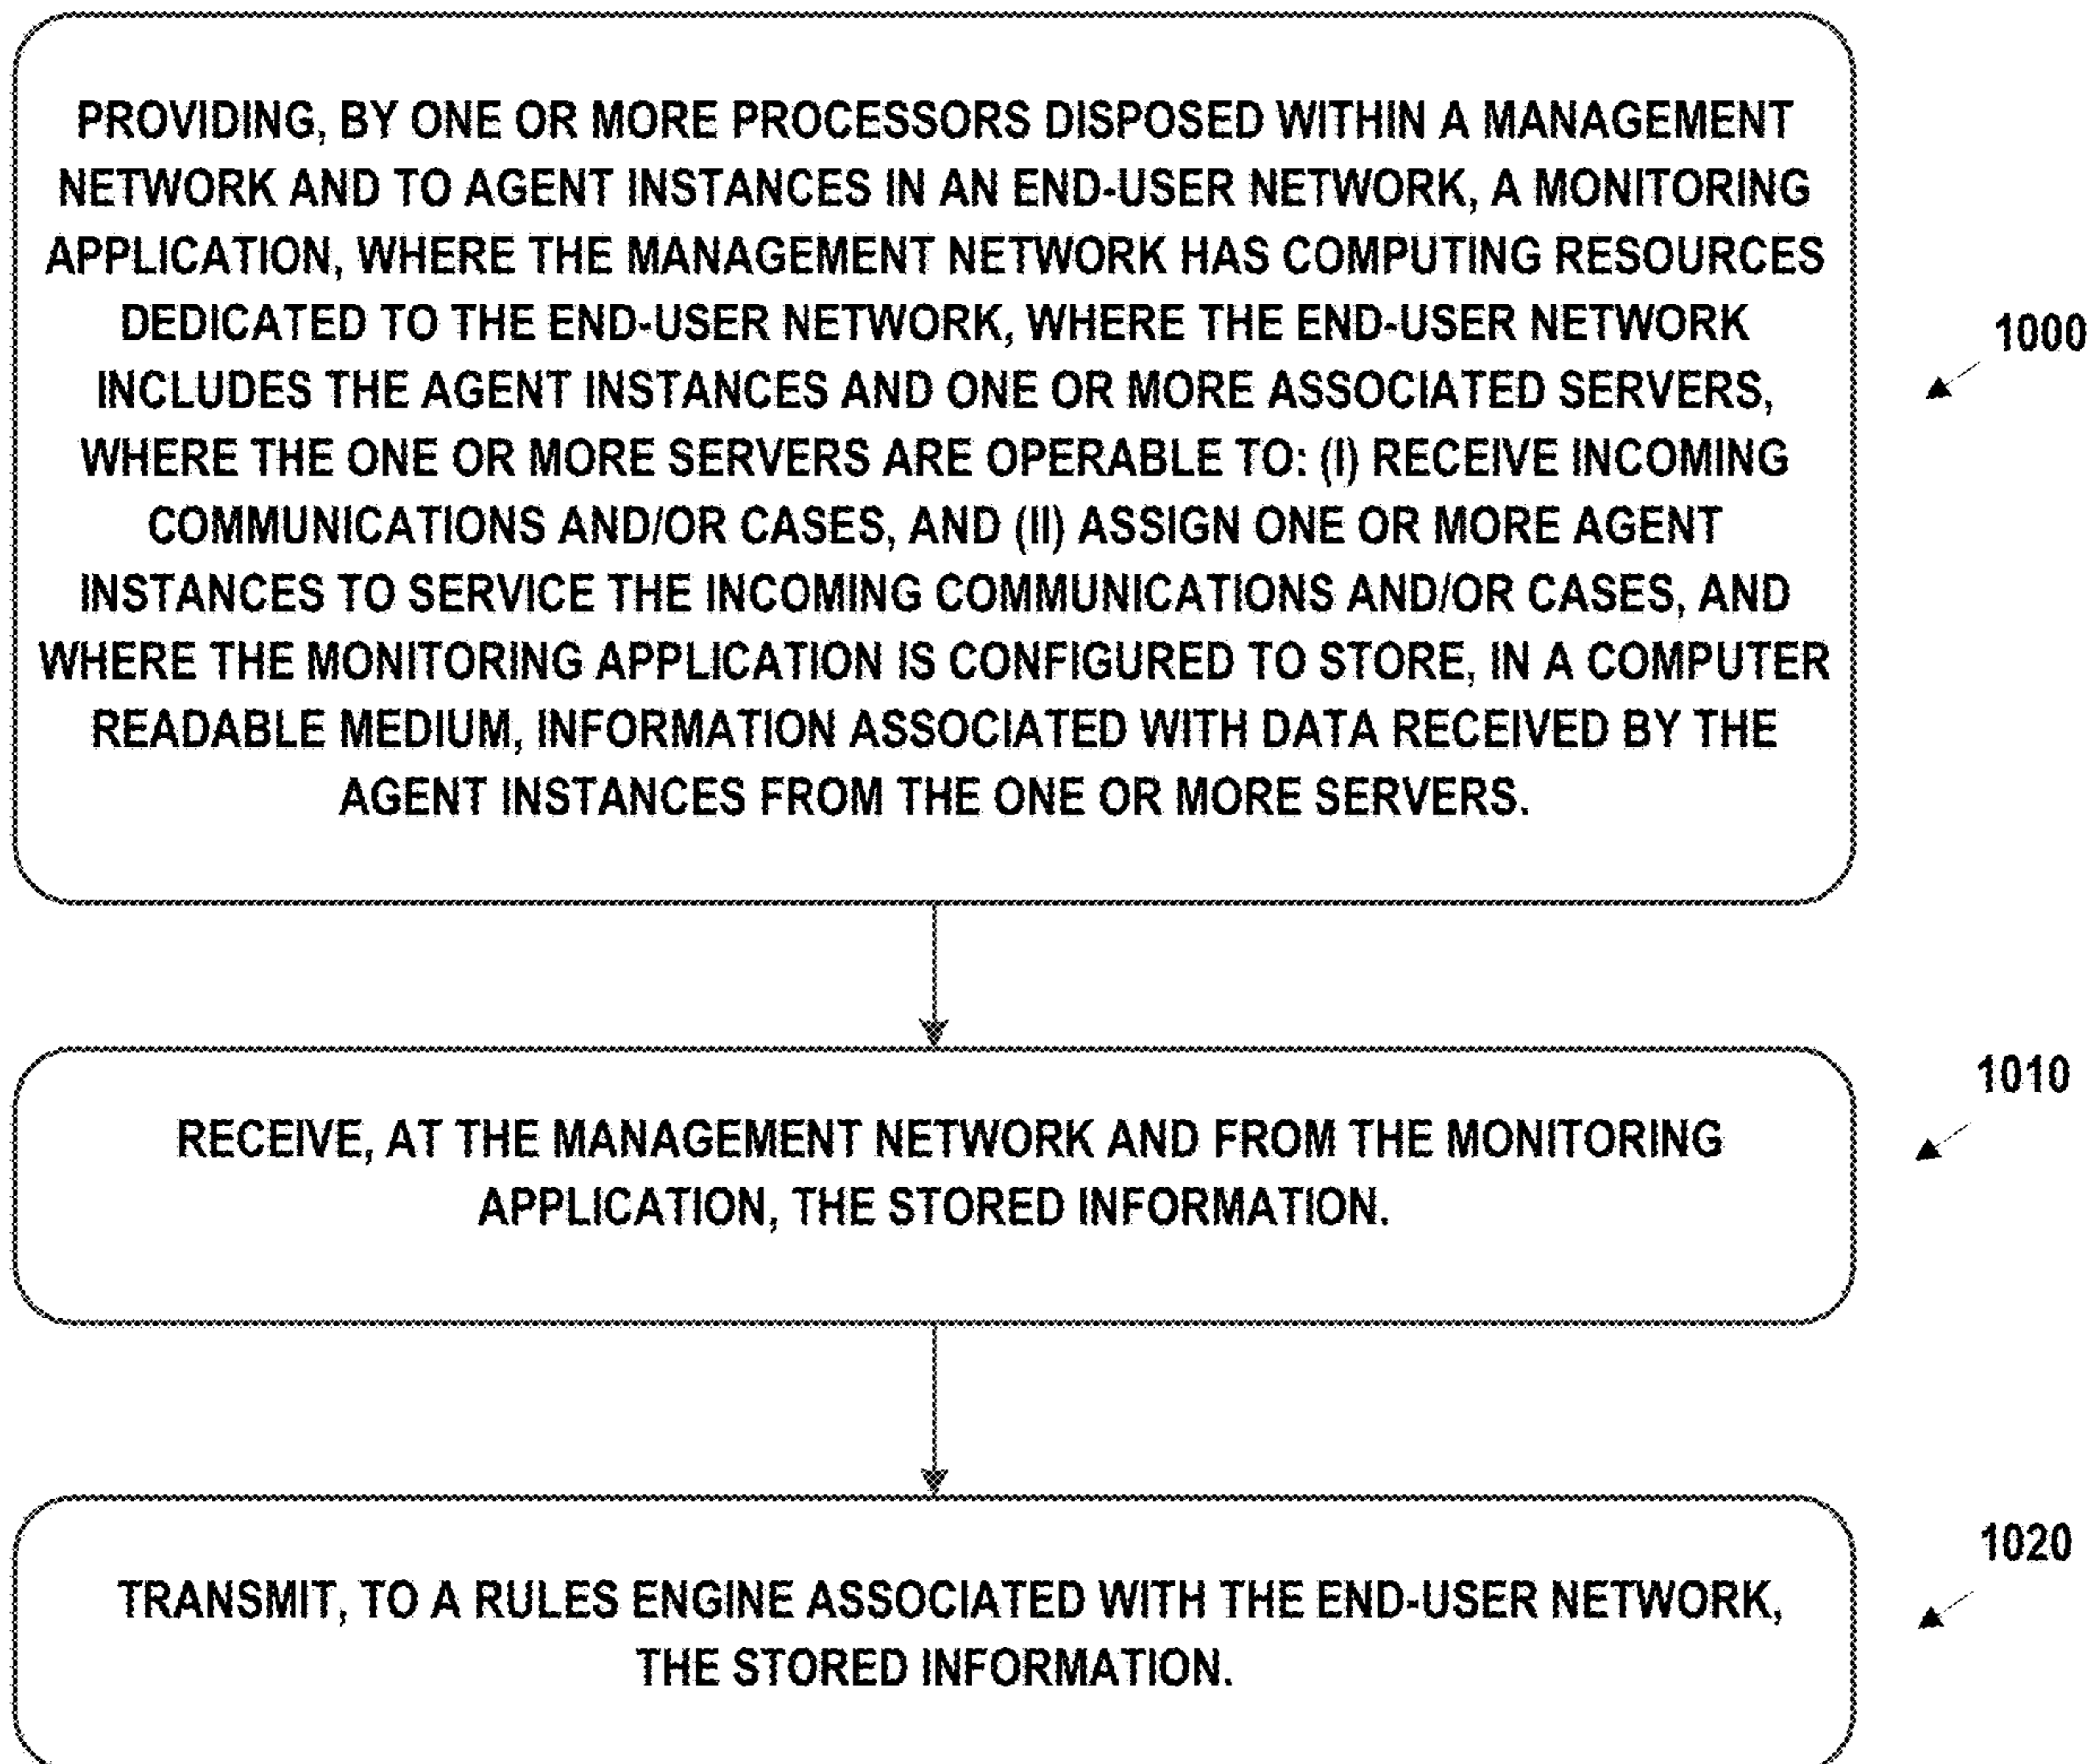 PROVIDING, BY ONE OR MORE PROCESSORS DISPOSED WITHIN A MANAGEMENT
NETWORK AND TO AGENT INSTANCES IN AN END-USER NETWORK, A MONITORING
APPLICATION, WHERE THE MANAGEMENT NETWORK HAS COMPUTING RESOURCES
DEDICATED TO THE END-USER NETWORK, WHERE THE END-USER NETWORK
INCLUDES THE AGENT INSTANCES AND ONE OR MORE ASSOCIATED SERVERS,
WHERE THE ONE OR MORE SERVERS ARE OPERABLE TO: (I) RECEIVE INCOMING
COMMUNICATIONS AND/OR CASES, AND (II) ASSIGN ONE OR MORE AGENT
INSTANCES TO SERVICE THE INCOMING COMMUNICATIONS AND/OR CASES, AND
WHERE THE MONITORING APPLICATION IS CONFIGURED TO STORE, IN A COMPUTER
READABLE MEDIUM, INFORMATION ASSOCIATED WITH DATA RECEIVED BY THE
AGENT INSTANCES FROM THE ONE OR MORE SERVERS.
1000
RECEIVE, AT THE MANAGEMENT NETWORK AND FROM THE MONITORING
APPLICATION, THE STORED INFORMATION.
1010
TRANSMIT, TO A RULES ENGINE ASSOCIATED WITH THE END-USER NETWORK,
THE STORED INFORMATION.
1020